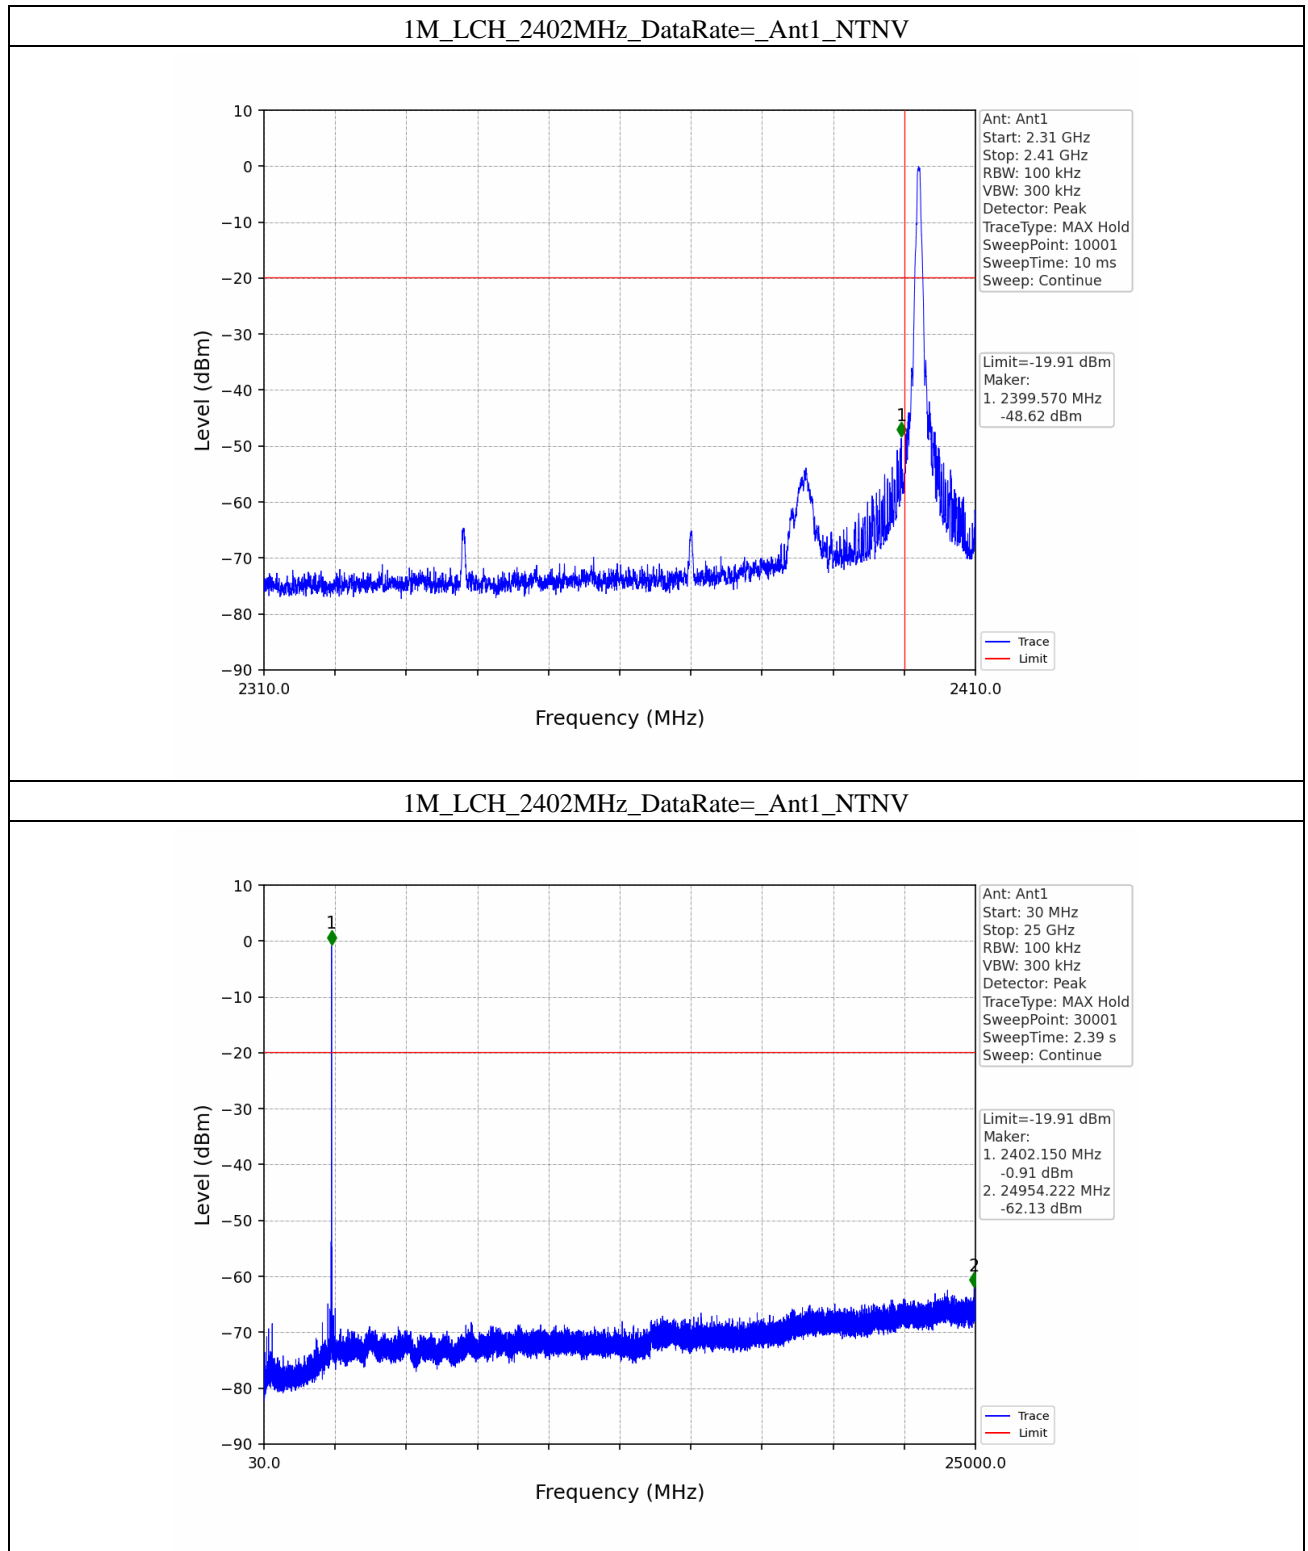 1M_LCH_2402MHz_DataRate=_Ant1_NTNV
10
0
−10
−20
−30
−40
−50
−60
−70
−80
−90
Level (dBm)
2310.0
2410.0
Frequency (MHz)
1
Ant: Ant1
Start: 2.31 GHz
Stop: 2.41 GHz
RBW: 100 kHz
VBW: 300 kHz
Detector: Peak
TraceType: MAX Hold
SweepPoint: 10001
SweepTime: 10 ms
Sweep: Continue
Limit=-19.91 dBm
Maker:
1. 2399.570 MHz
-48.62 dBm
Trace
Limit
1M_LCH_2402MHz_DataRate=_Ant1_NTNV
10
0
−10
−20
−30
−40
−50
−60
−70
−80
−90
Level (dBm)
30.0
25000.0
Frequency (MHz)
1
2
Ant: Ant1
Start: 30 MHz
Stop: 25 GHz
RBW: 100 kHz
VBW: 300 kHz
Detector: Peak
TraceType: MAX Hold
SweepPoint: 30001
SweepTime: 2.39 s
Sweep: Continue
Limit=-19.91 dBm
Maker:
1. 2402.150 MHz
-0.91 dBm
2. 24954.222 MHz
-62.13 dBm
Trace
Limit